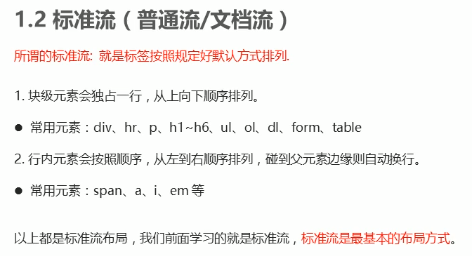 1.2 标准流（普通流/文档流）
所谓的标准流: 就是标签按照规定好默认方式排列.
1. 块级元素会独占一行，从上向下顺序排列。
● 常用元素：div、hr、p、h1~h6、ul、ol、dl、form、table
2. 行内元素会按照顺序，从左到右顺序排列，碰到父元素边缘则自动换行。
● 常用元素：span、a、i、em 等
以上都是标准流布局，我们前面学习的就是标准流，标准流是最基本的布局方式。